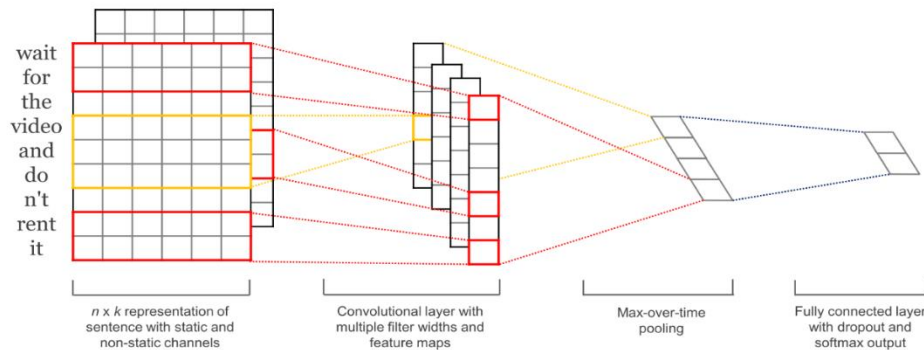 wait
for
the
video
and
do
n't
rent
it
n x k representation of
sentence with static and
non-static channels
Convolutional layer with
multiple filter widths and
feature maps
Max-over-time
pooling
Fully connected layer
with dropout and
softmax output